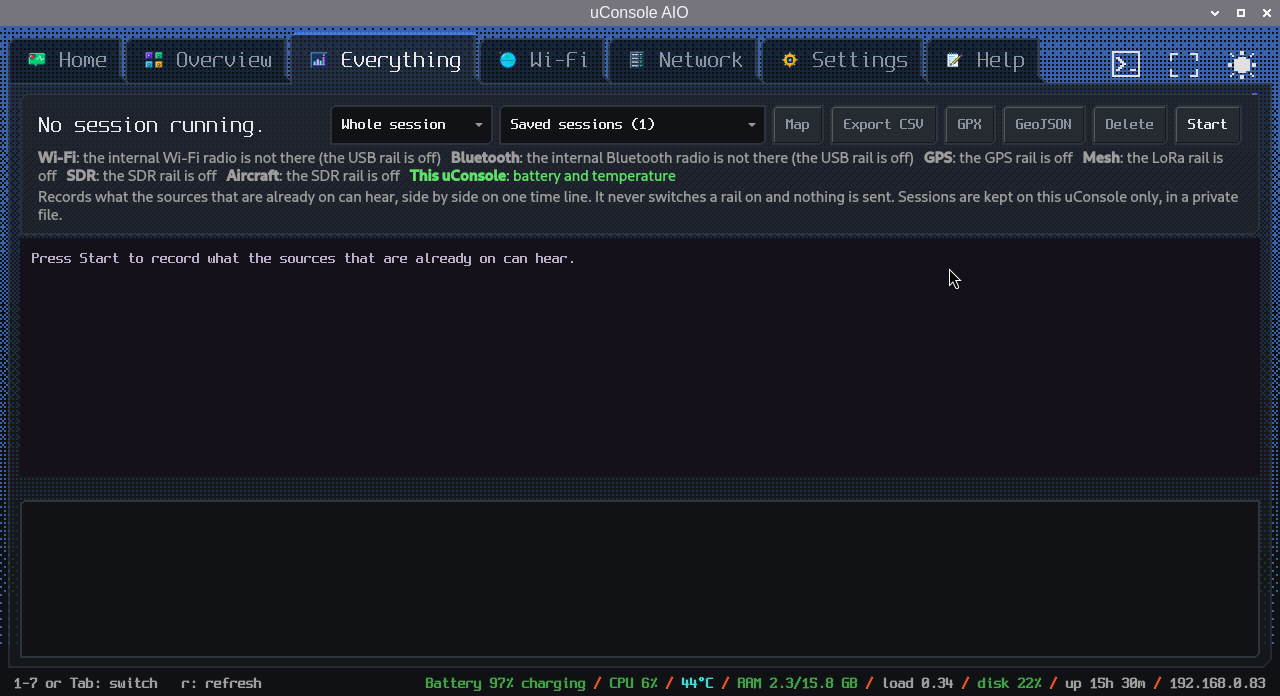 uConsole AIO
Home Overview Everything Wi-Fi Network Settings Help
No session running. Whole session Saved sessions (1) Map Export CSV GPX GeoJSON Delete Start
Wi-Fi: the internal Wi-Fi radio is not there (the USB rail is off) Bluetooth: the internal Bluetooth radio is not there (the USB rail is off) GPS: the GPS rail is off Mesh: the LoRa rail is
off SDR: the SDR rail is off Aircraft: the SDR rail is off This uConsole: battery and temperature
Records what the sources that are already on can hear, side by side on one time line. It never switches a rail on and nothing is sent. Sessions are kept on this uConsole only, in a private
file.
Press Start to record what the sources that are already on can hear.
1-7 or Tab: switch r: refresh Battery 97% charging / CPU 6% / 44°C / RAM 2.3/15.8 GB / load 0.34 / disk 22% / up 15h 30m / 192.168.0.83